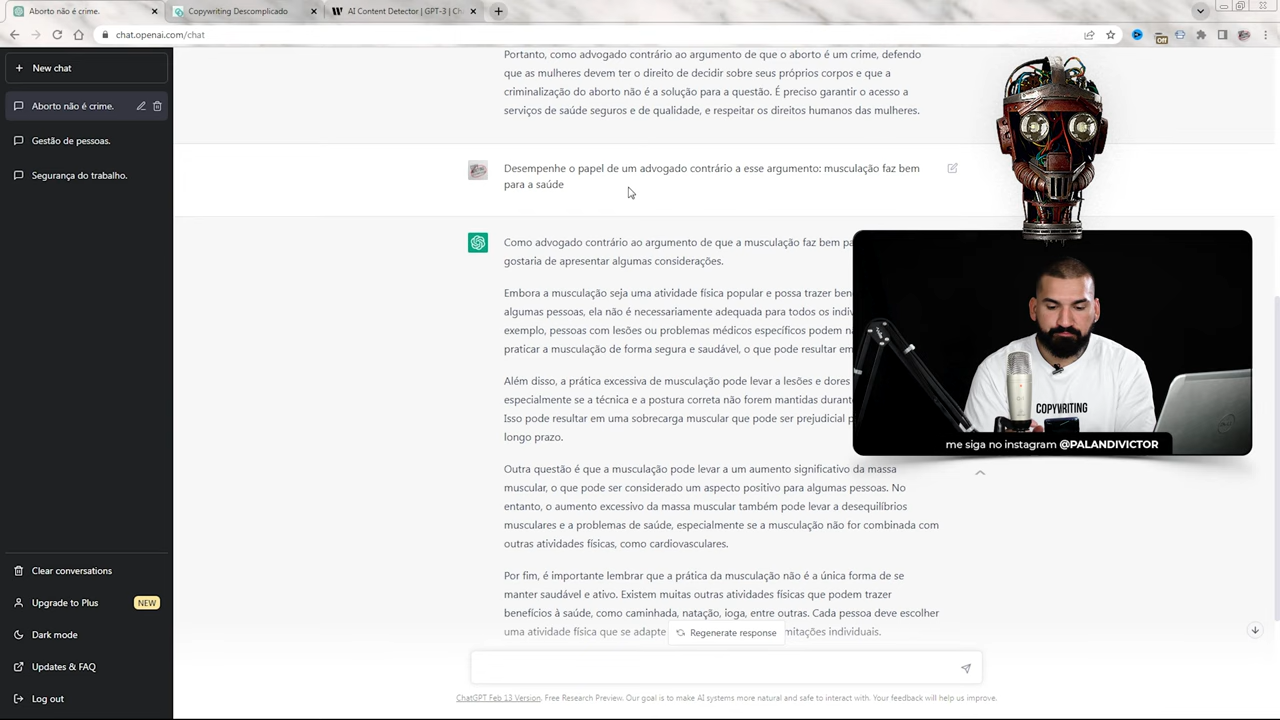 Aborto não é crime.
Copywriting Descomplicado
AI Content Detector | GPT-3 | Ch
chat.openai.com/chat
Off
New chat
Aborto não é crime.
Gestão de pessoas.
Segurança do trabalho.
Portanto, como advogado contrário ao argumento de que o aborto é um crime, defendo
que as mulheres devem ter o direito de decidir sobre seus próprios corpos e que a
criminalização do aborto não é a solução para a questão. É preciso garantir o acesso a
serviços de saúde seguros e de qualidade, e respeitar os direitos humanos das mulheres.
Desempenhe o papel de um advogado contrário a esse argumento: musculação faz bem
para a saúde
Como advogado contrário ao argumento de que a musculação faz bem
gostaria de apresentar algumas considerações.
Embora a musculação seja uma atividade física popular e possa trazer
algumas pessoas, ela não é necessariamente adequada para todos os
exemplo, pessoas com lesões ou problemas médicos específicos podem
praticar a musculação de forma segura e saudável, o que pode resultar em
Além disso, a prática excessiva de musculação pode levar a lesões e dores
especialmente se a técnica e a postura correta não forem mantidas
Isso pode resultar em uma sobrecarga muscular que pode ser prejudicial
longo prazo.
Outra questão é que a musculação pode levar a um aumento significativo da massa
muscular, o que pode ser considerado um aspecto positivo para algumas pessoas. No
entanto, o aumento excessivo da massa muscular também pode levar a desequilíbrios
musculares e a problemas de saúde, especialmente se a musculação não for combinada com
outras atividades físicas, como cardiovasculares.
Por fim, é importante lembrar que a prática da musculação não é a única forma de se
manter saudável e ativo. Existem muitas outras atividades físicas que podem trazer
benefícios à saúde, como caminhada, natação, ioga, entre outras. Cada pessoa deve escolher
uma atividade física que se adapte mitações individuais.
Regenerate response
COPYWRITING
me siga no instagram @PALANDIVICTOR
Clear conversations
Upgrade to Plus NEW
Dark mode
Updates & FAQ
Log out
ChatGPT Feb 13 Version. Free Research Preview. Our goal is to make AI systems more natural and safe to interact with. Your feedback will help us improve.